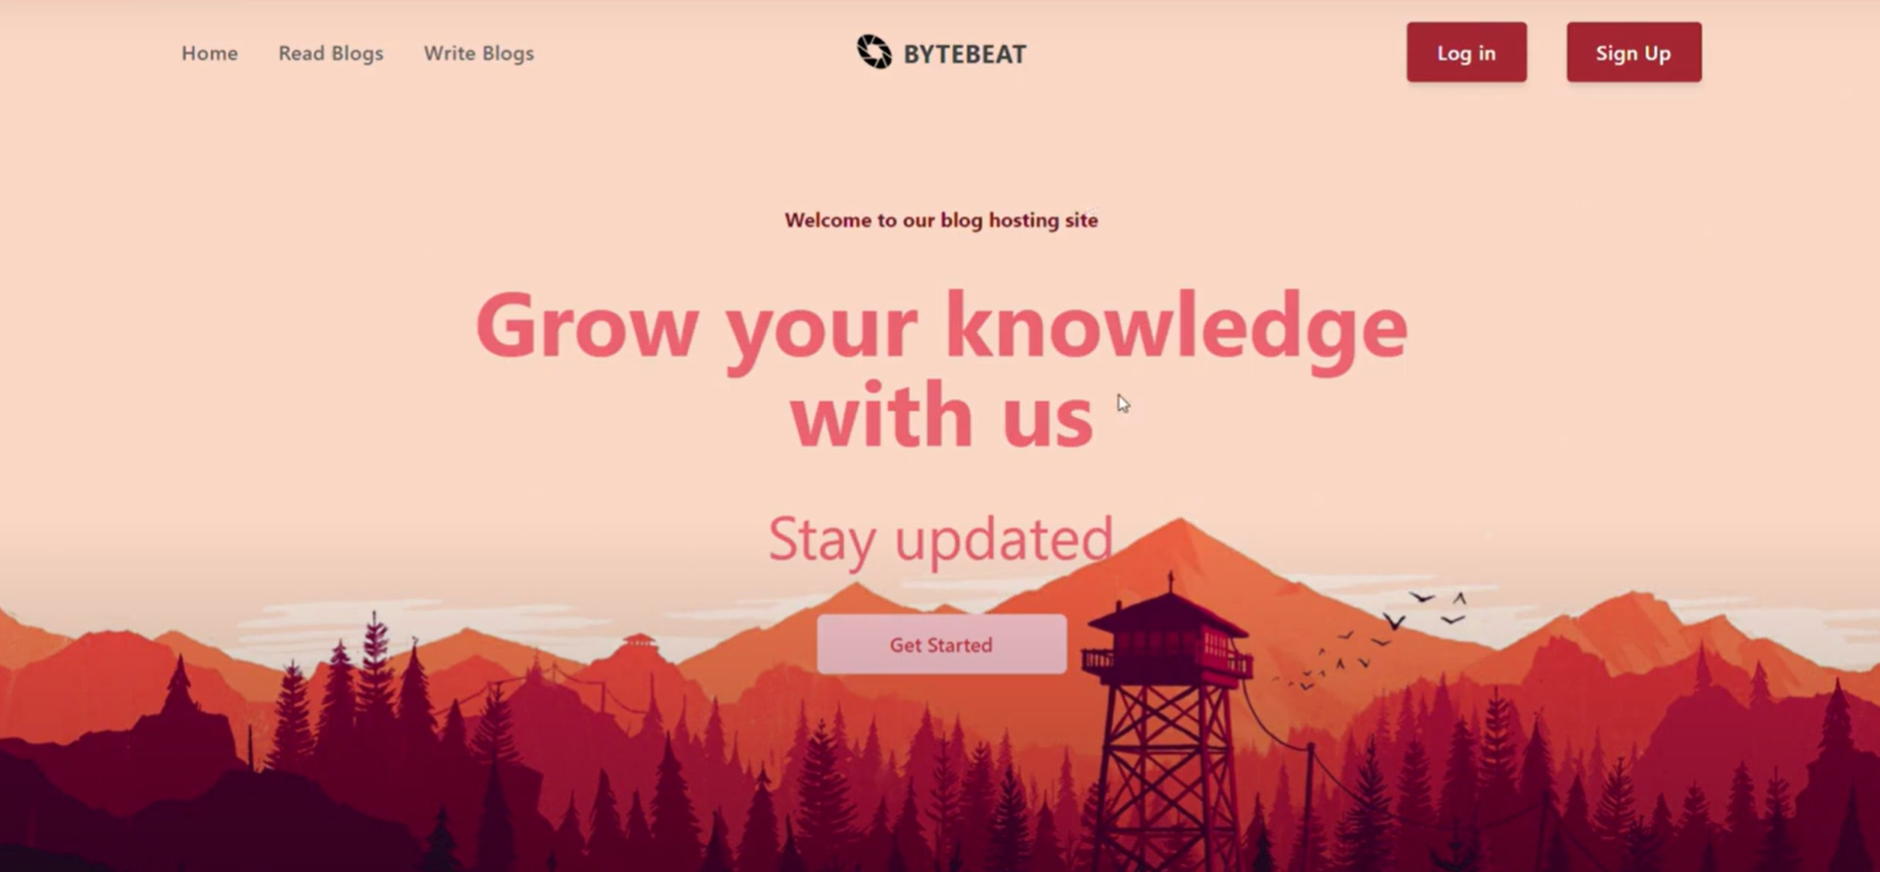 Home Read Blogs Write Blogs BYTEBEAT Log in Sign Up
Welcome to our blog hosting site
Grow your knowledge
with us
Stay updated
Get Started